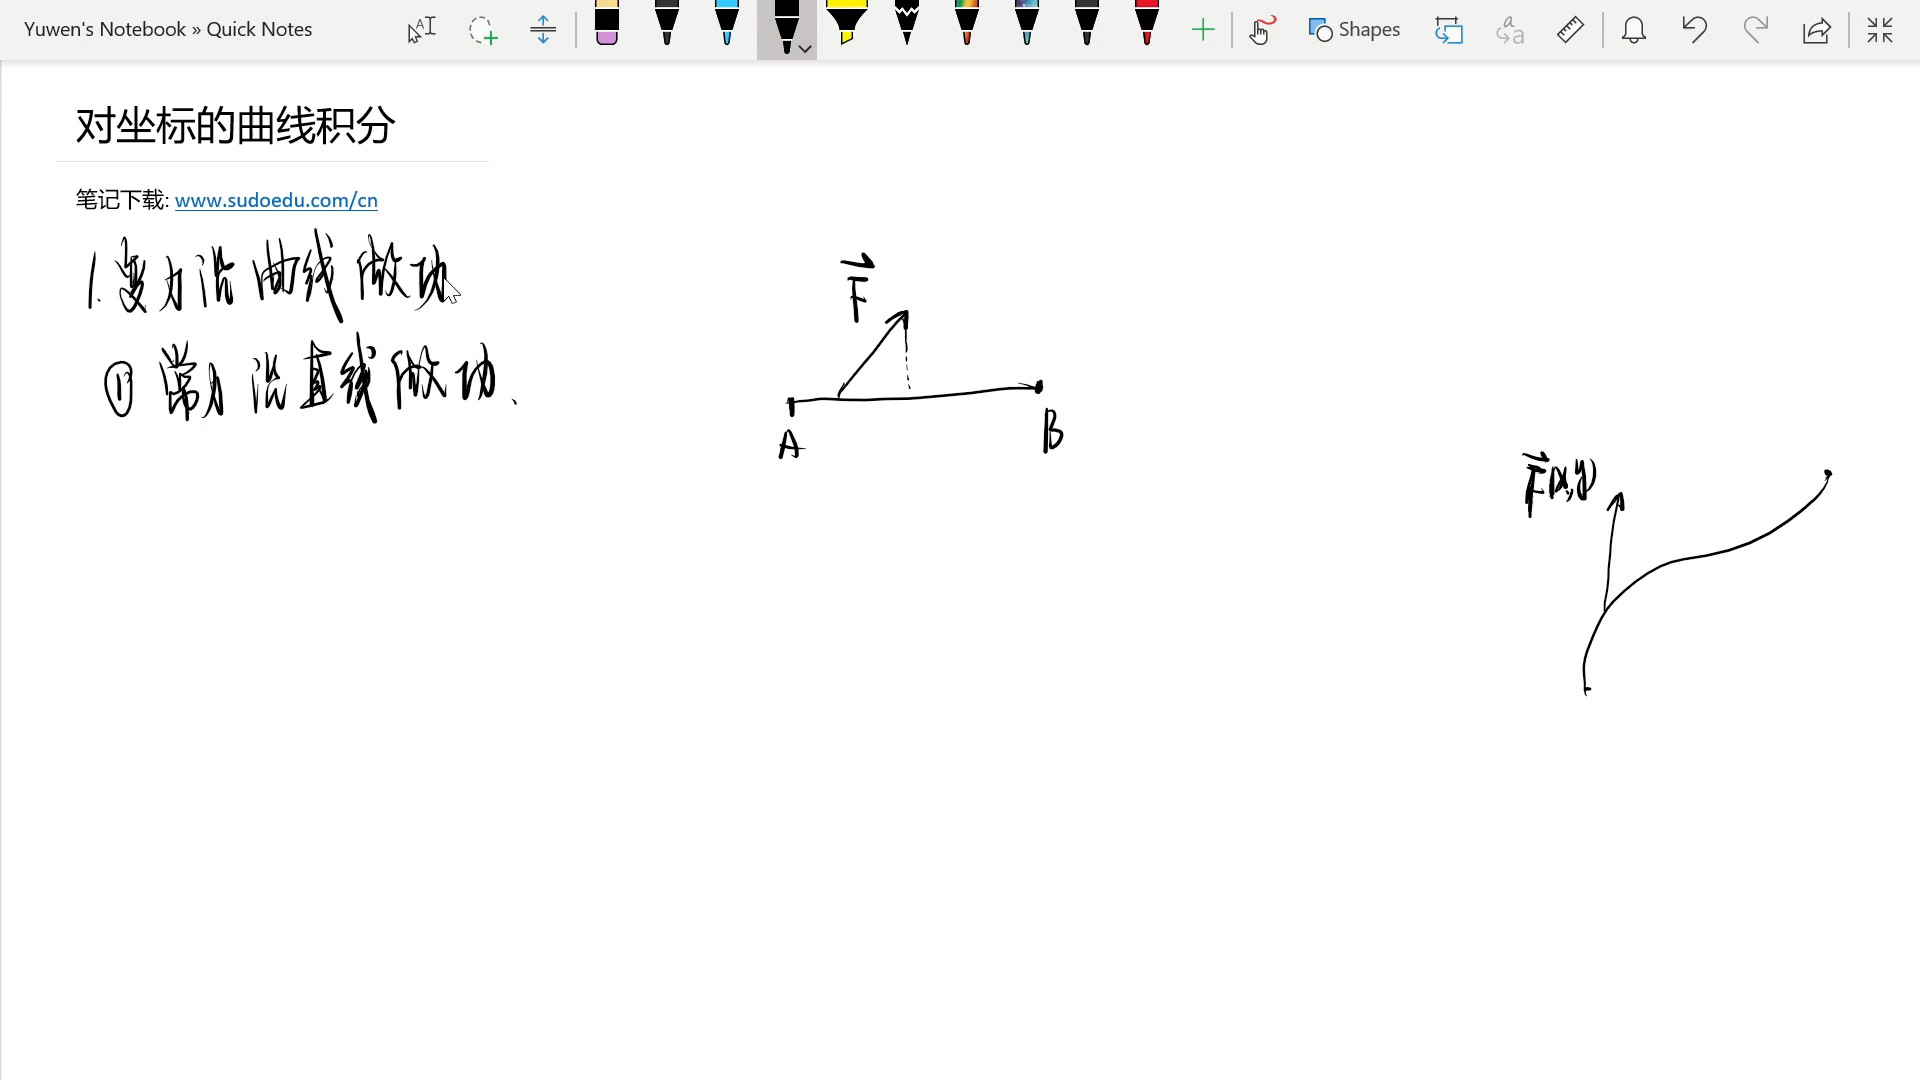 Yuwen's Notebook » Quick Notes
Shapes
对坐标的曲线积分
笔记下载: www.sudoedu.com/cn
1. 变力沿曲线做功
① 常力沿直线做功、
F
A
B
F(x,y)